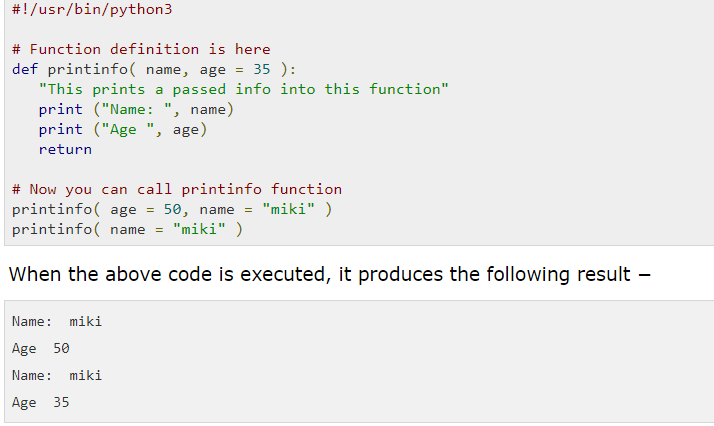 #!/usr/bin/python3

# Function definition is here
def printinfo( name, age = 35 ):
   "This prints a passed info into this function"
   print ("Name: ", name)
   print ("Age ", age)
   return

# Now you can call printinfo function
printinfo( age = 50, name = "miki" )
printinfo( name = "miki" )
When the above code is executed, it produces the following result −
Name:  miki
Age  50
Name:  miki
Age  35